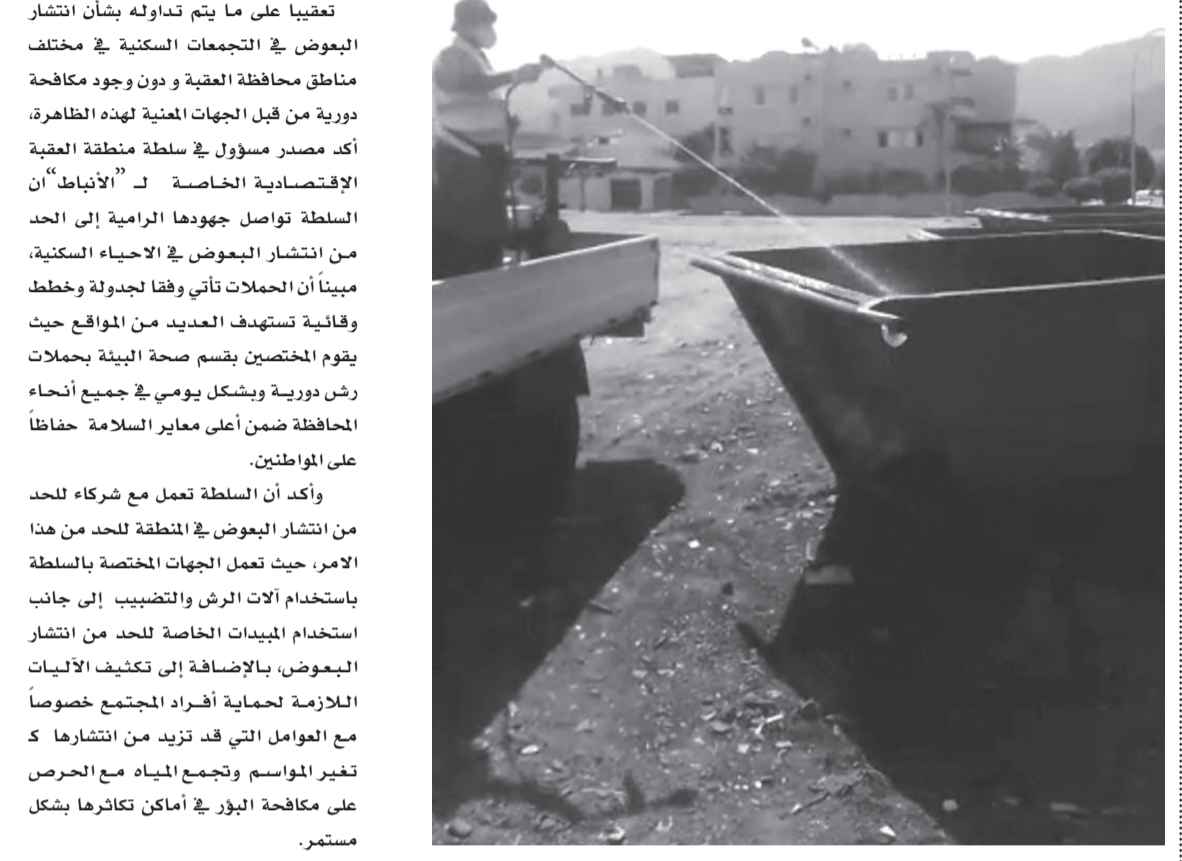 تعقيبا على ما يتم تداوله بشأن انتشار
البعوض في التجمعات السكنية في مختلف
مناطق محافظة العقبة و دون وجود مكافحة
دورية من قبل الجهات المعنية لهذه الظاهرة،
أكد مصدر مسؤول في سلطة منطقة العقبة
الإقتصادية الخاصة لـ ”الأنباط“ان
السلطة تواصل جهودها الرامية إلى الحد
من انتشار البعوض في الاحياء السكنية،
مبيناً أن الحملات تأتي وفقا لجدولة وخطط
وقائية تستهدف العديد من المواقع حيث
يقوم المختصين بقسم صحة البيئة بحملات
رش دورية وبشكل يومي في جميع أنحاء
المحافظة ضمن أعلى معاير السلامة حفاظاً
على المواطنين.
وأكد أن السلطة تعمل مع شركاء للحد
من انتشار البعوض في المنطقة للحد من هذا
الامر، حيث تعمل الجهات المختصة بالسلطة
باستخدام آلات الرش والتضبيب إلى جانب
استخدام المبيدات الخاصة للحد من انتشار
البعوض، بالإضافة إلى تكثيف الآليات
اللازمة لحماية أفراد المجتمع خصوصاً
مع العوامل التي قد تزيد من انتشارها كـ
تغير المواسم وتجمع المياه مع الحرص
على مكافحة البؤر في أماكن تكاثرها بشكل
مستمر.